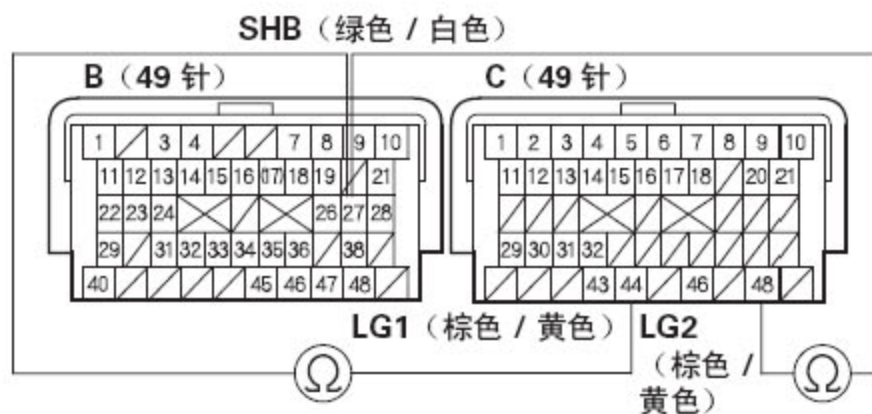 SHB（绿色 / 白色）
B（49 针）
C（49 针）
1 3 4 7 8 9 10
11 12 13 14 15 16 (17) 18 19 21
22 23 24 26 27 28
29 31 32 33 34 35 36 38
40 45 46 47 48
1 2 3 4 5 6 7 8 9 10
11 12 13 14 15 16 17 18 20 21
29 30 31 32
43 44 46 48
LG1（棕色 / 黄色）
LG2
（棕色 /
黄色）
Ω
Ω